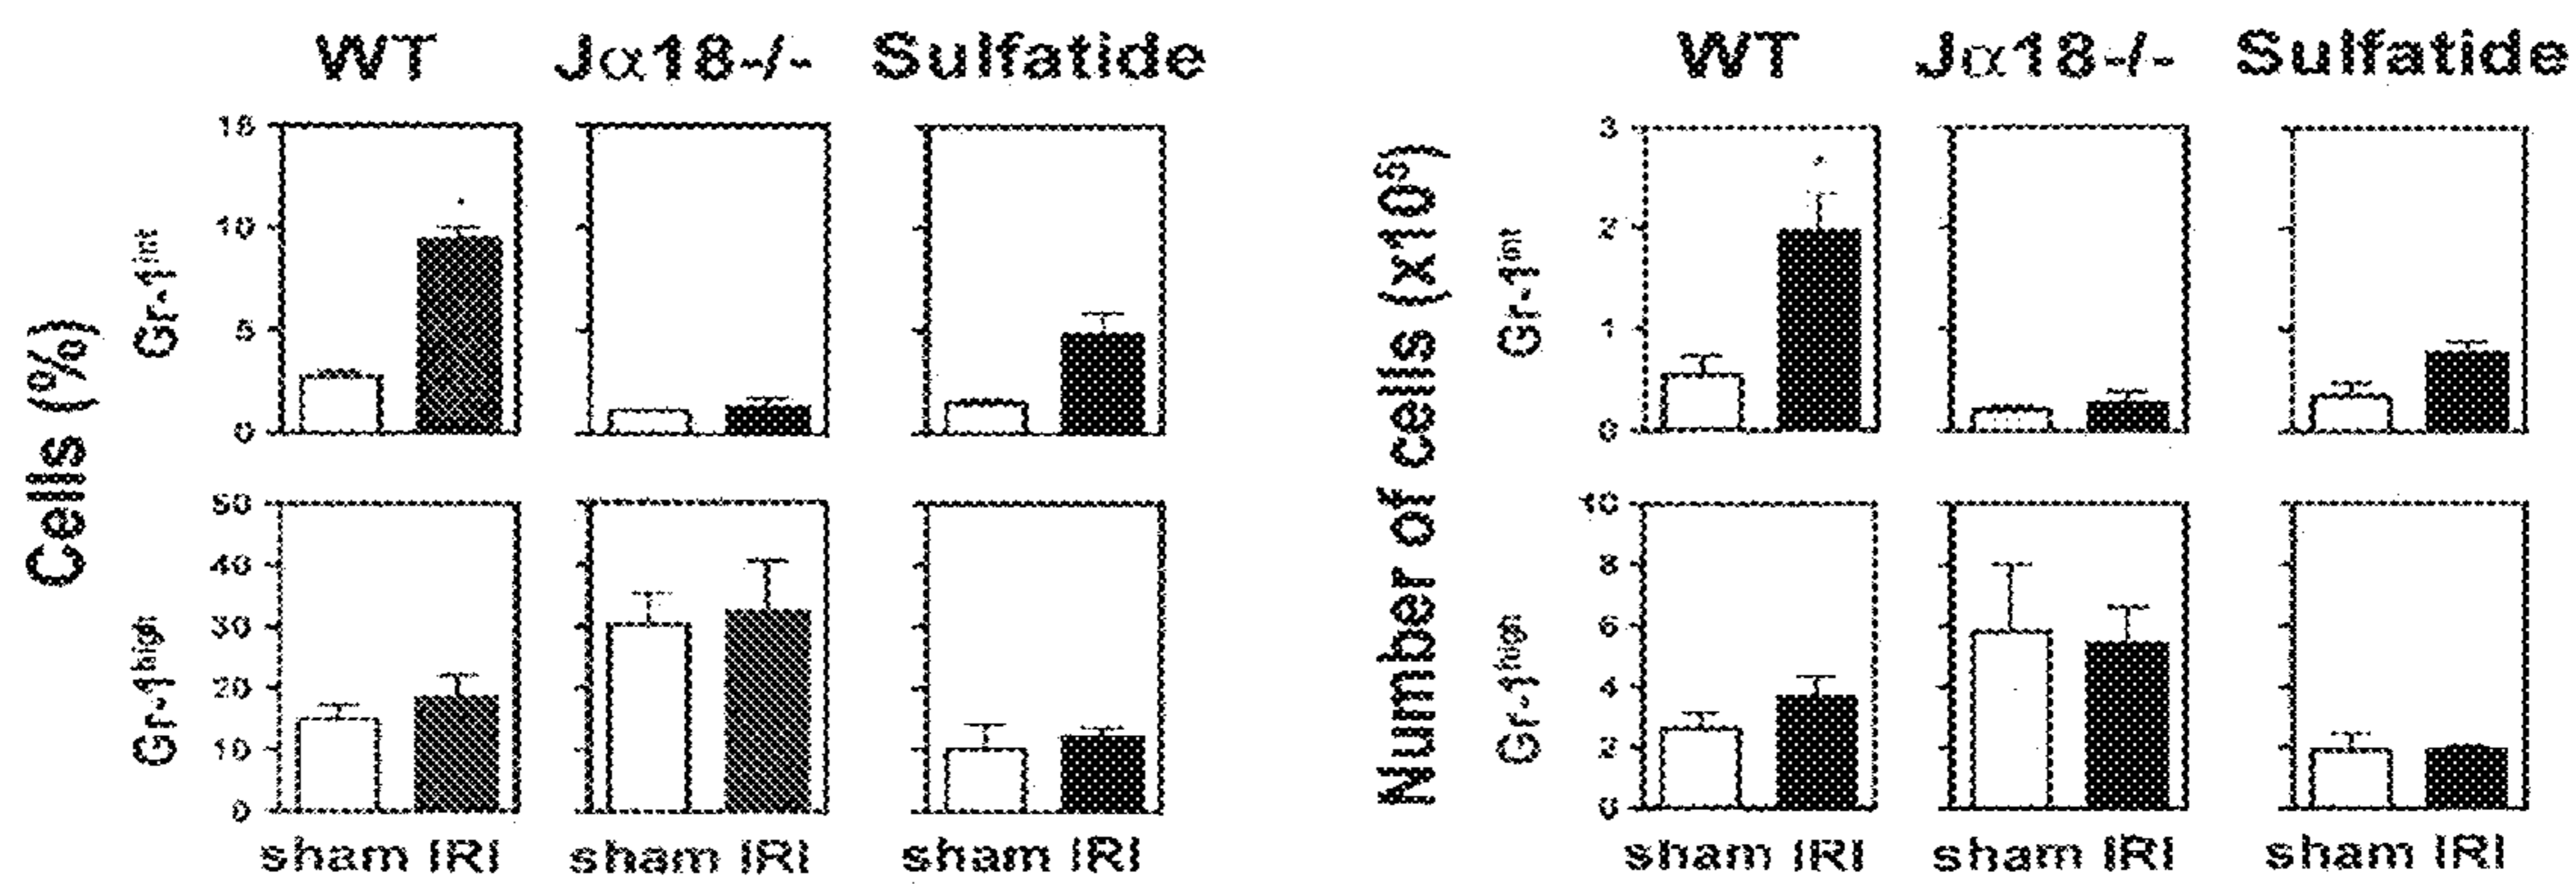 WT Jα18-/- Sulfatide
Cells (%)
Gr-1int
15
10
5
0
Gr-1high
50
40
30
20
10
0
sham IRI sham IRI sham IRI
WT Jα18-/- Sulfatide
Number of cells (x10⁵)
Gr-1int
3
2
1
0
Gr-1high
10
8
6
4
2
0
sham IRI sham IRI sham IRI